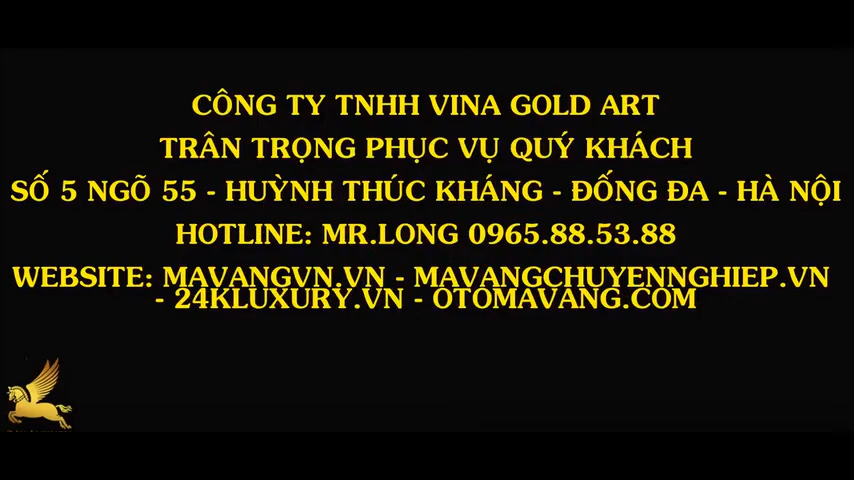 CÔNG TY TNHH VINA GOLD ART
TRÂN TRỌNG PHỤC VỤ QUÝ KHÁCH
SỐ 5 NGÕ 55 - HUỲNH THÚC KHÁNG - ĐỐNG ĐA - HÀ NỘI
HOTLINE: MR.LONG 0965.88.53.88
WEBSITE: MAVANGVN.VN - MAVANGCHUYENNGHIEP.VN
- 24KLUXURY.VN - OTOMAVANG.COM